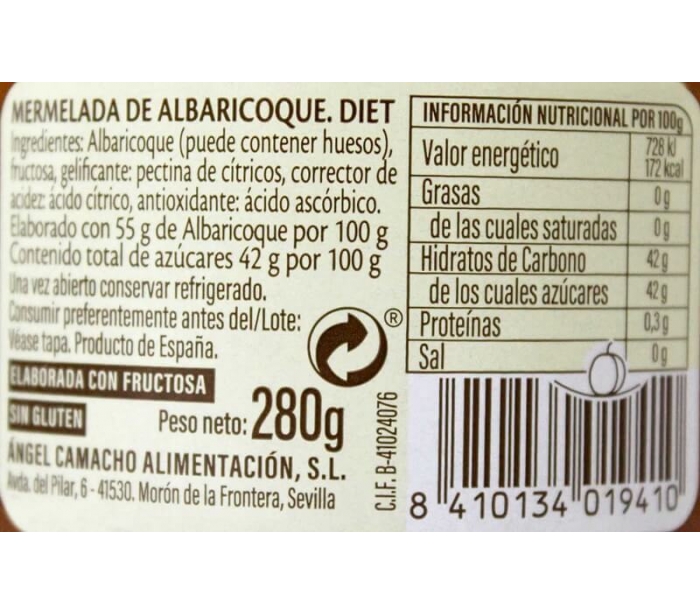 MERMELADA DE ALBARICOQUE. DIET
Ingredientes: Albaricoque (puede contener huesos),
fructosa, gelificante: pectina de cítricos, corrector de
acidez: ácido cítrico, antioxidante: ácido ascórbico.
Elaborado con 55 g de Albaricoque por 100 g
Contenido total de azúcares 42 g por 100 g
Una vez abierto conservar refrigerado.
Consumir preferentemente antes del/Lote:
Véase tapa. Producto de España.
ELABORADA CON FRUCTOSA
SIN GLUTEN
Peso neto: 280g
ÁNGEL CAMACHO ALIMENTACIÓN, S.L.
Avda. del Pilar, 6 - 41530. Morón de la Frontera, Sevilla
®
C.I.F. B-41024076
INFORMACIÓN NUTRICIONAL POR 100g
Valor energético 728 kJ
172 kcal
Grasas 0g
de las cuales saturadas 0g
Hidratos de Carbono 42g
de los cuales azúcares 42g
Proteínas 0,3g
Sal 0g
8 410134 019410